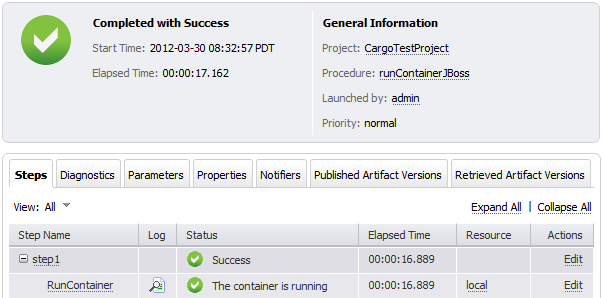 Completed with Success
Start Time: 2012-03-30 08:32:57 PDT
Elapsed Time: 00:00:17.162
General Information
Project: CargoTestProject
Procedure: runContainerJBoss
Launched by: admin
Priority: normal
Steps Diagnostics Parameters Properties Notifiers Published Artifact Versions Retrieved Artifact Versions
View: All Expand All | Collapse All
Step Name Log Status Elapsed Time Resource Actions
step1 Success 00:00:16.889 Edit
RunContainer The container is running 00:00:16.889 local Edit